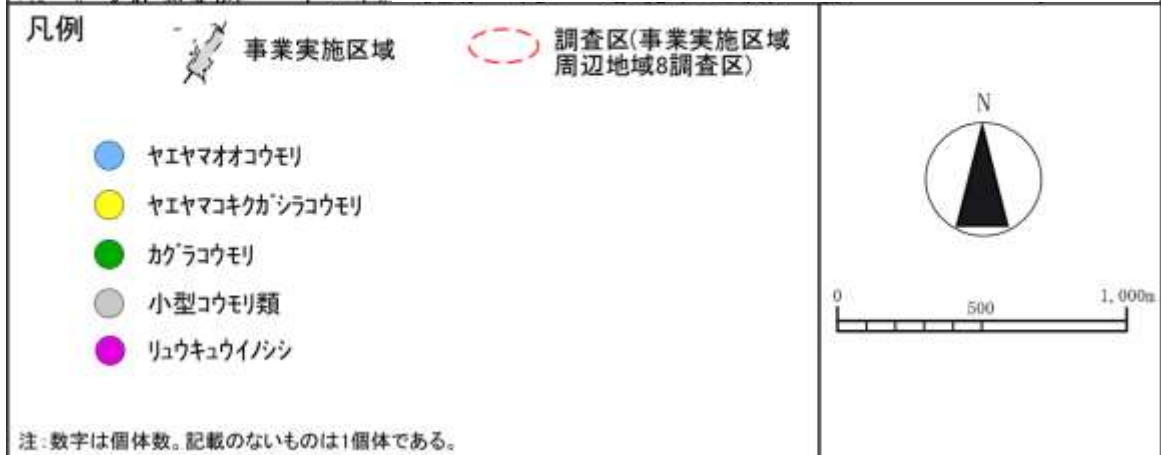 凡例
事業実施区域
調査区(事業実施区域
周辺地域8調査区)
ﾔｴﾔﾏｵｵｺｳﾓﾘ
ﾔｴﾔﾏｺｷｸｶﾞｼﾗｺｳﾓﾘ
ｶｸﾞﾗｺｳﾓﾘ
小型ｺｳﾓﾘ類
ﾘｭｳｷｭｳｲﾉｼｼ
注:数字は個体数。記載のないものは1個体である。
N
0 500 1,000m